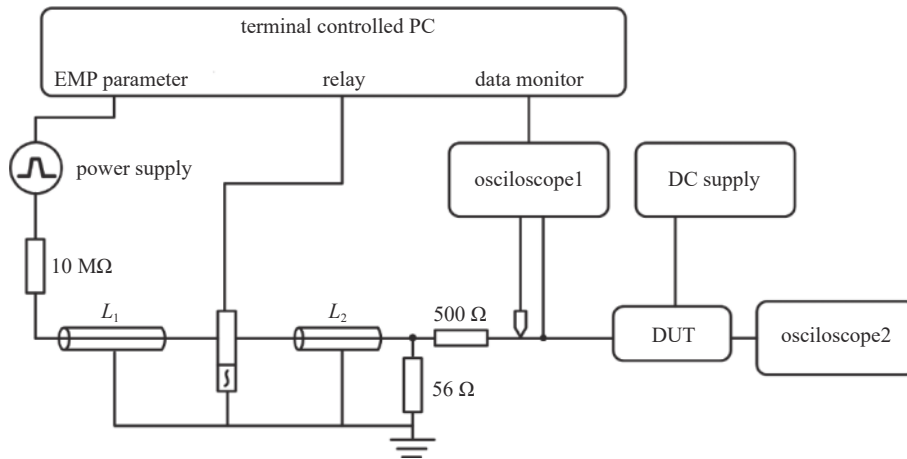 terminal controlled PC
EMP parameter relay data monitor
power supply
osciloscope1
DC supply
10 MΩ
L1
L2
500 Ω
DUT
osciloscope2
56 Ω